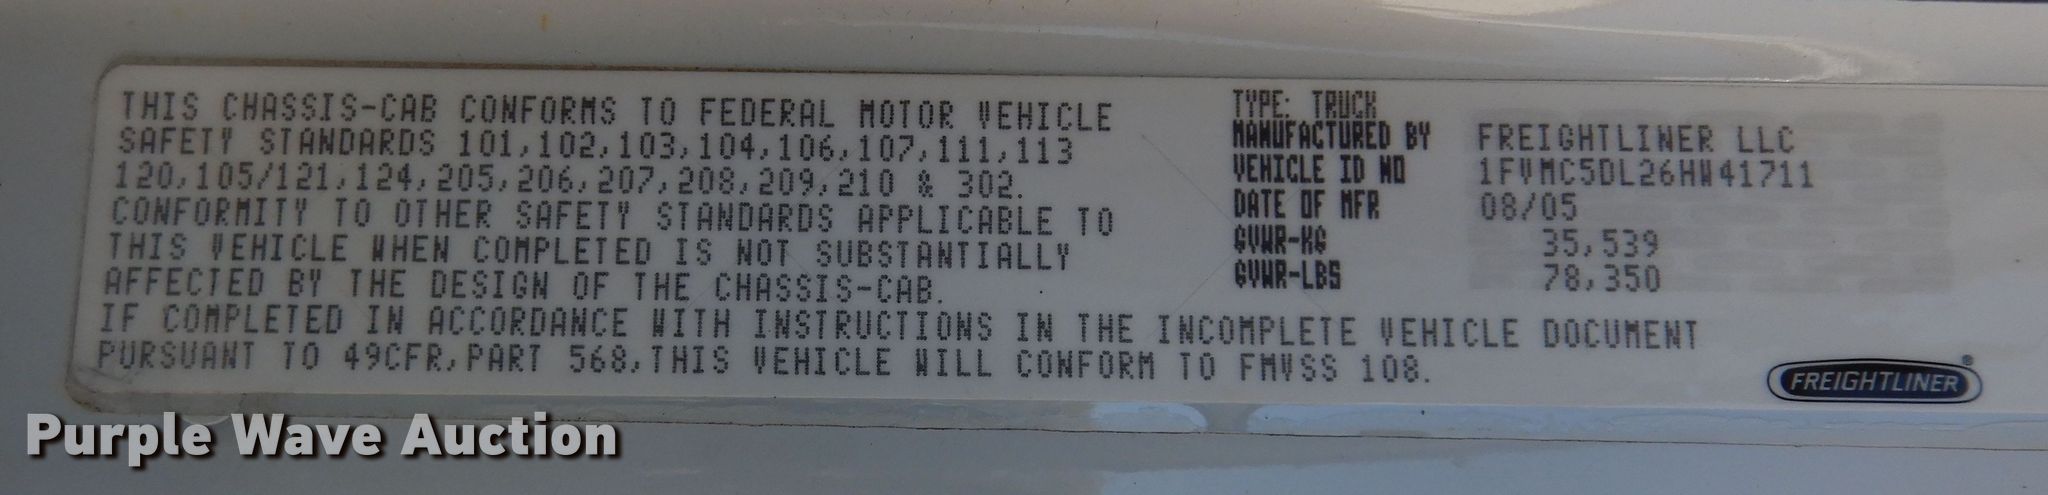 THIS CHASSIS-CAB CONFORMS TO FEDERAL MOTOR VEHICLE
SAFETY STANDARDS 101,102,103,104,106,107,111,113
120,105/121,124,205,206,207,208,209,210 & 302.
CONFORMITY TO OTHER SAFETY STANDARDS APPLICABLE TO
THIS VEHICLE WHEN COMPLETED IS NOT SUBSTANTIALLY
AFFECTED BY THE DESIGN OF THE CHASSIS-CAB.
IF COMPLETED IN ACCORDANCE WITH INSTRUCTIONS IN THE INCOMPLETE VEHICLE DOCUMENT
PURSUANT TO 49CFR,PART 568,THIS VEHICLE WILL CONFORM TO FMVSS 108.
TYPE: TRUCK
MANUFACTURED BY FREIGHTLINER LLC
VEHICLE ID NO 1FVMC5DL26HW41711
DATE OF MFR 08/05
GVWR-KG 35,539
GVWR-LBS 78,350
FREIGHTLINER®
Purple Wave Auction